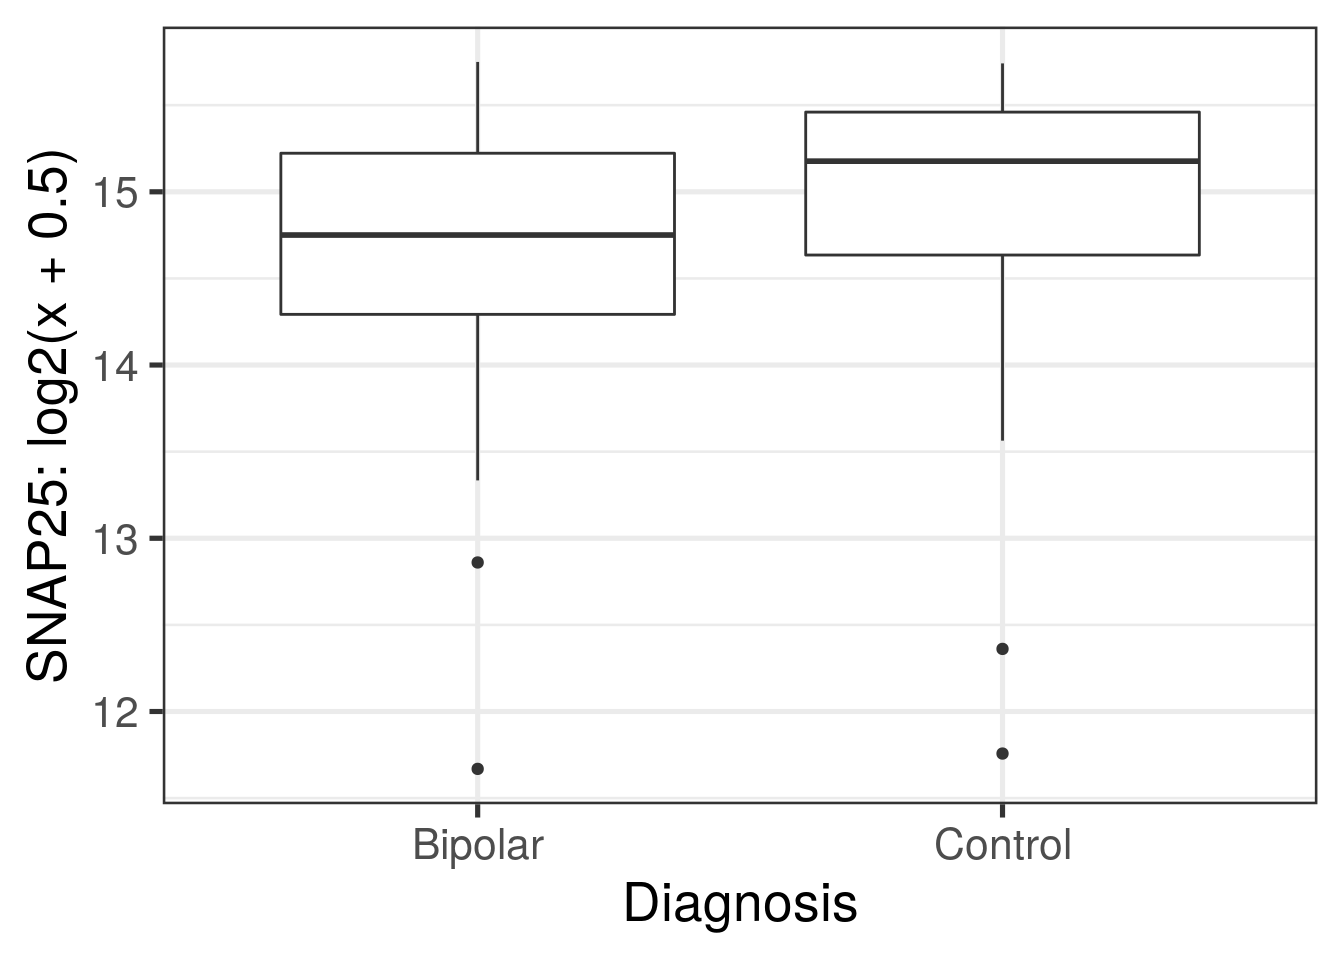 SNAP25: log2(x + 0.5)
15
14
13
12
Bipolar
Control
Diagnosis